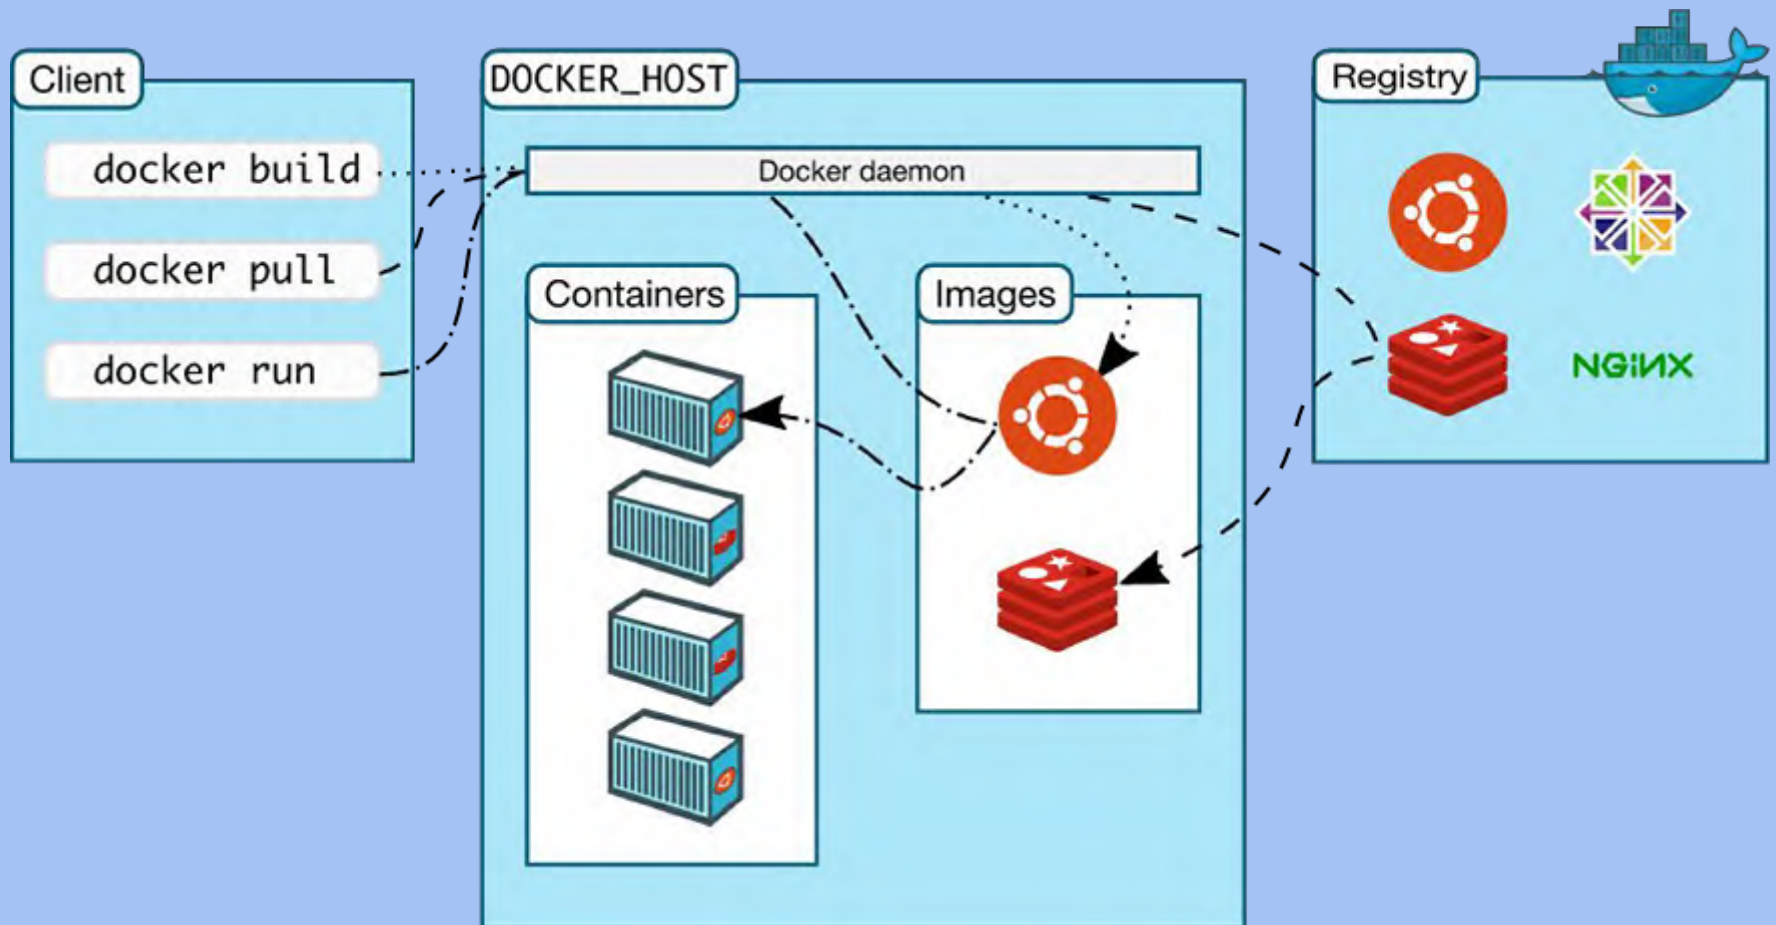 Client
docker build
docker pull
docker run
DOCKER_HOST
Docker daemon
Containers
Images
Registry
NGiNX